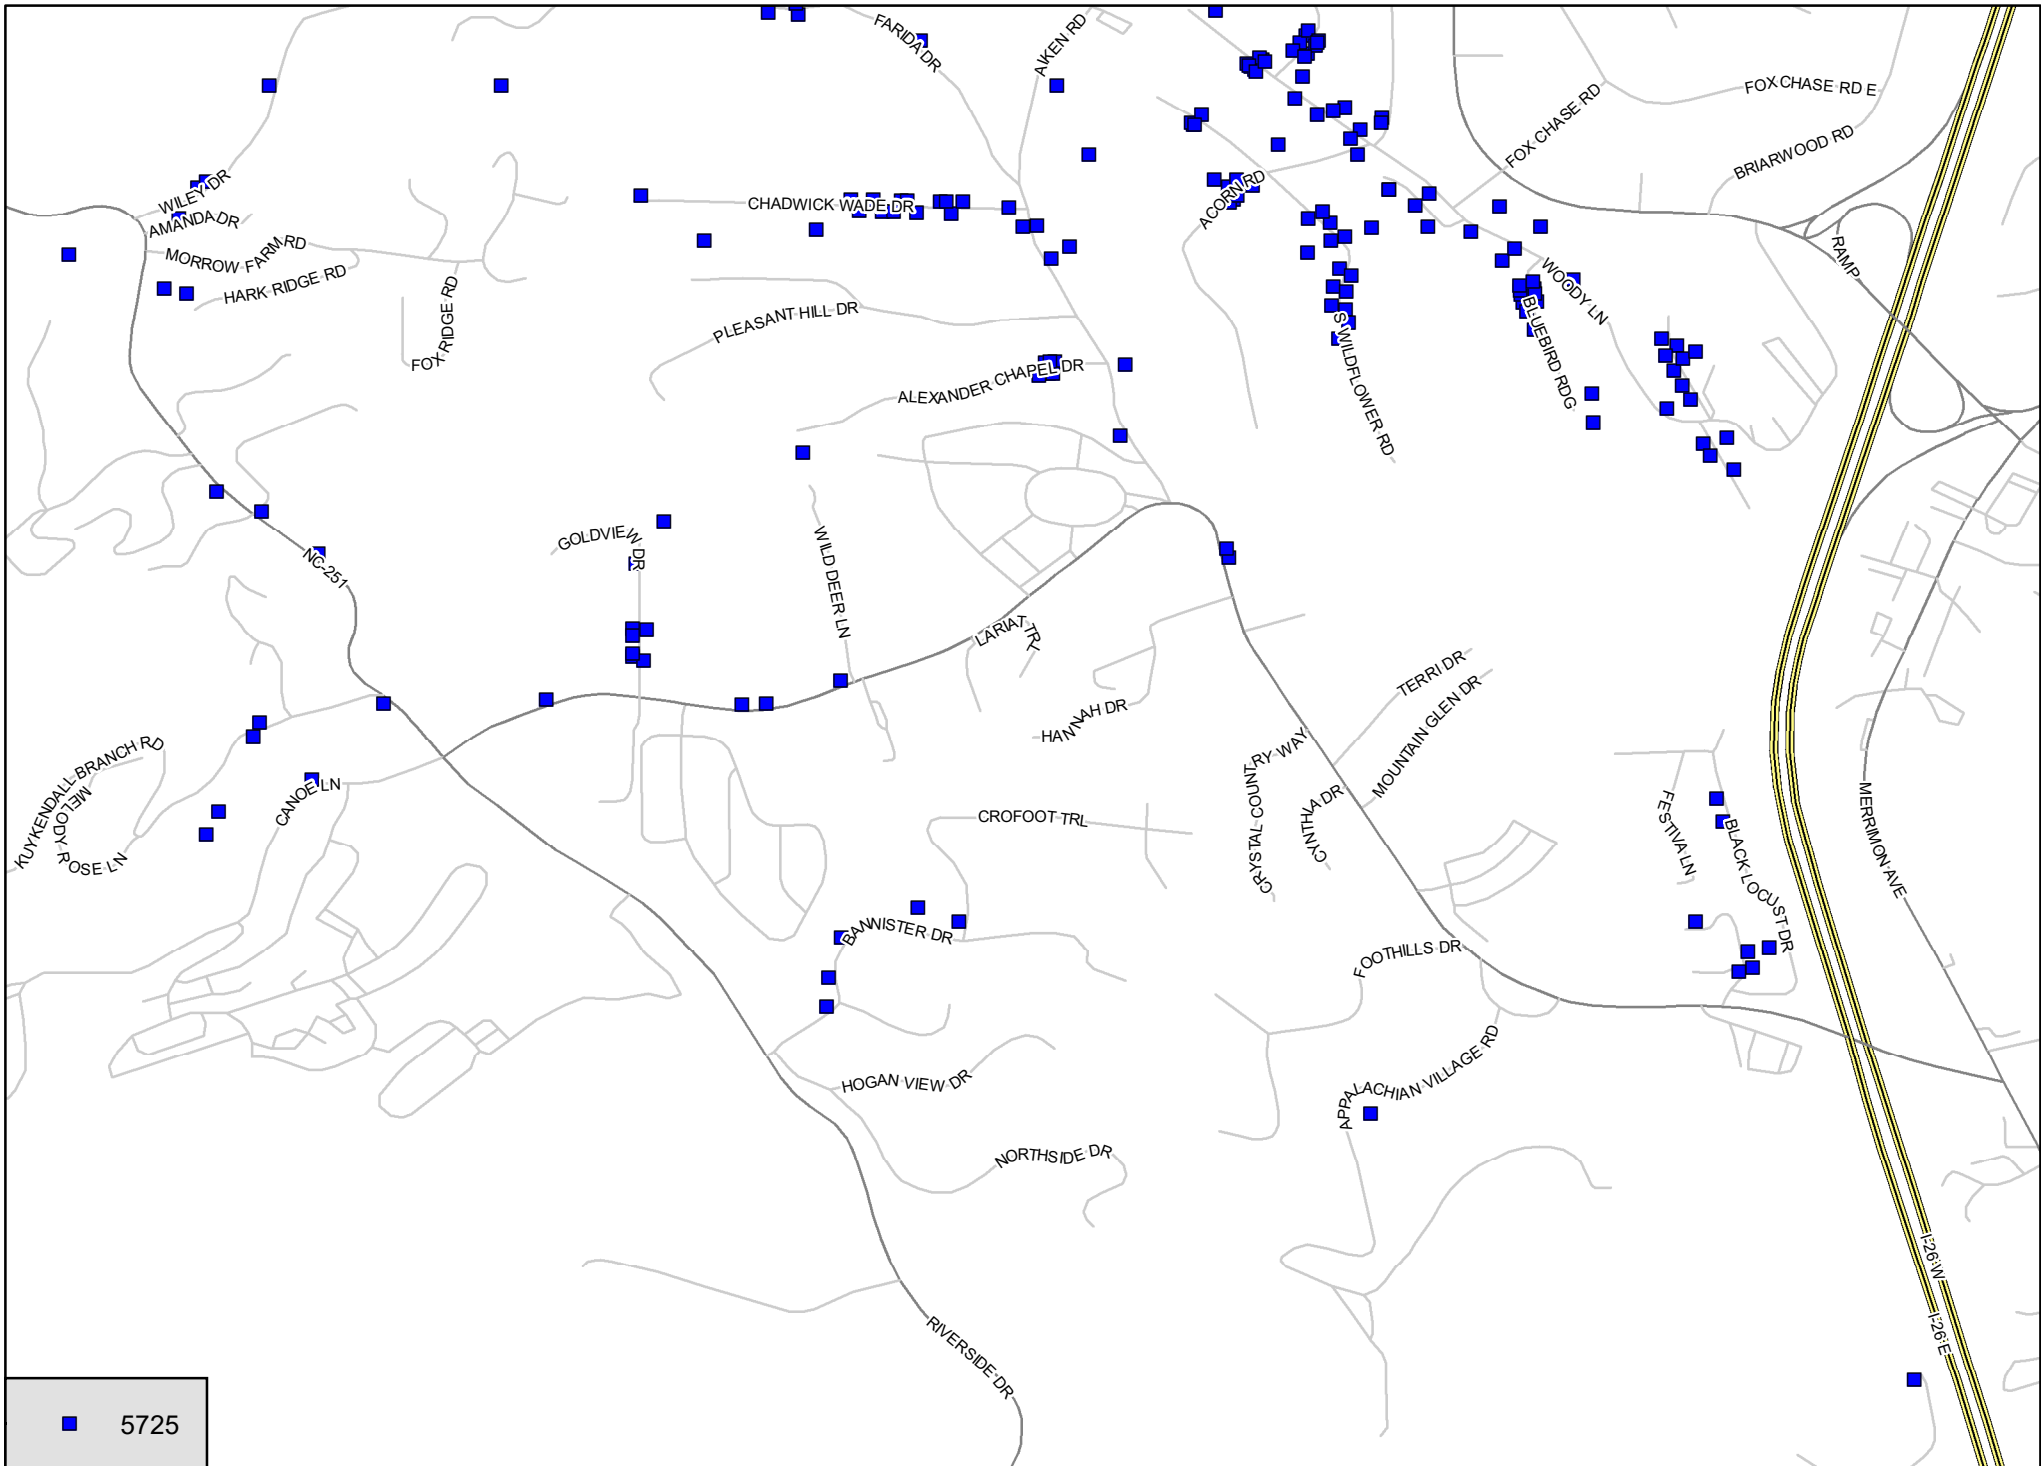 FARIDA DR
AIKEN RD
FOX CHASE RD E
FOX CHASE RD
BRIARWOOD RD
WILEY DR
AMANDA DR
CHADWICK WADE DR
ACORN RD
MORROW FARM RD
HARK RIDGE RD
RAMP
WOODY LN
FOX RIDGE RD
PLEASANT HILL DR
S WILDFLOWER RD
BLUEBIRD RDG
ALEXANDER CHAPEL DR
GOLDVIEW DR
WILD DEER LN
NC-251
LARIAT TRL
TERRI DR
MOUNTAIN GLEN DR
HANNAH DR
KUYKENDALL BRANCH RD
MELODY ROSE LN
CANOE LN
CRYSTAL COUNTRY WAY
CYNTHIA DR
CROFOOT TRL
FESTIVA LN
BLACK LOCUST DR
MERRIMON AVE
BANNISTER DR
FOOTHILLS DR
HOGAN VIEW DR
APPALACHIAN VILLAGE RD
NORTHSIDE DR
I-26 W
I-26 E
RIVERSIDE DR
5725